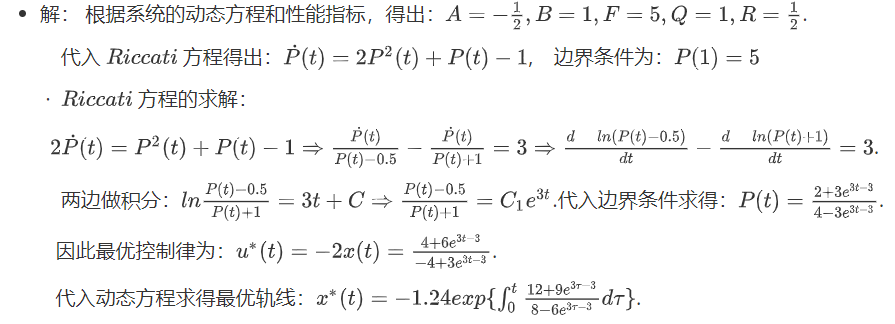 • 解： 根据系统的动态方程和性能指标，得出：$A = -\frac{1}{2}, B = 1, F = 5, Q = 1, R = \frac{1}{2}$.
代入 $Riccati$ 方程得出：$\dot{P}(t) = 2P^2(t) + P(t) - 1$, 边界条件为：$P(1) = 5$
· $Riccati$ 方程的求解：
$2\dot{P}(t) = P^2(t) + P(t) - 1 \Rightarrow \frac{\dot{P}(t)}{P(t)-0.5} - \frac{\dot{P}(t)}{P(t)+1} = 3 \Rightarrow \frac{d \quad ln(P(t)-0.5)}{dt} - \frac{d \quad ln(P(t)+1)}{dt} = 3.$
两边做积分：$ln\frac{P(t)-0.5}{P(t)+1} = 3t + C \Rightarrow \frac{P(t)-0.5}{P(t)+1} = C_1e^{3t}$.代入边界条件求得：$P(t) = \frac{2+3e^{3t-3}}{4-3e^{3t-3}}$.
因此最优控制律为：$u^*(t) = -2x(t) = \frac{4+6e^{3t-3}}{-4+3e^{3t-3}}$.
代入动态方程求得最优轨线：$x^*(t) = -1.24exp\{\int_0^t \frac{12+9e^{3\tau-3}}{8-6e^{3\tau-3}}d\tau\}$.